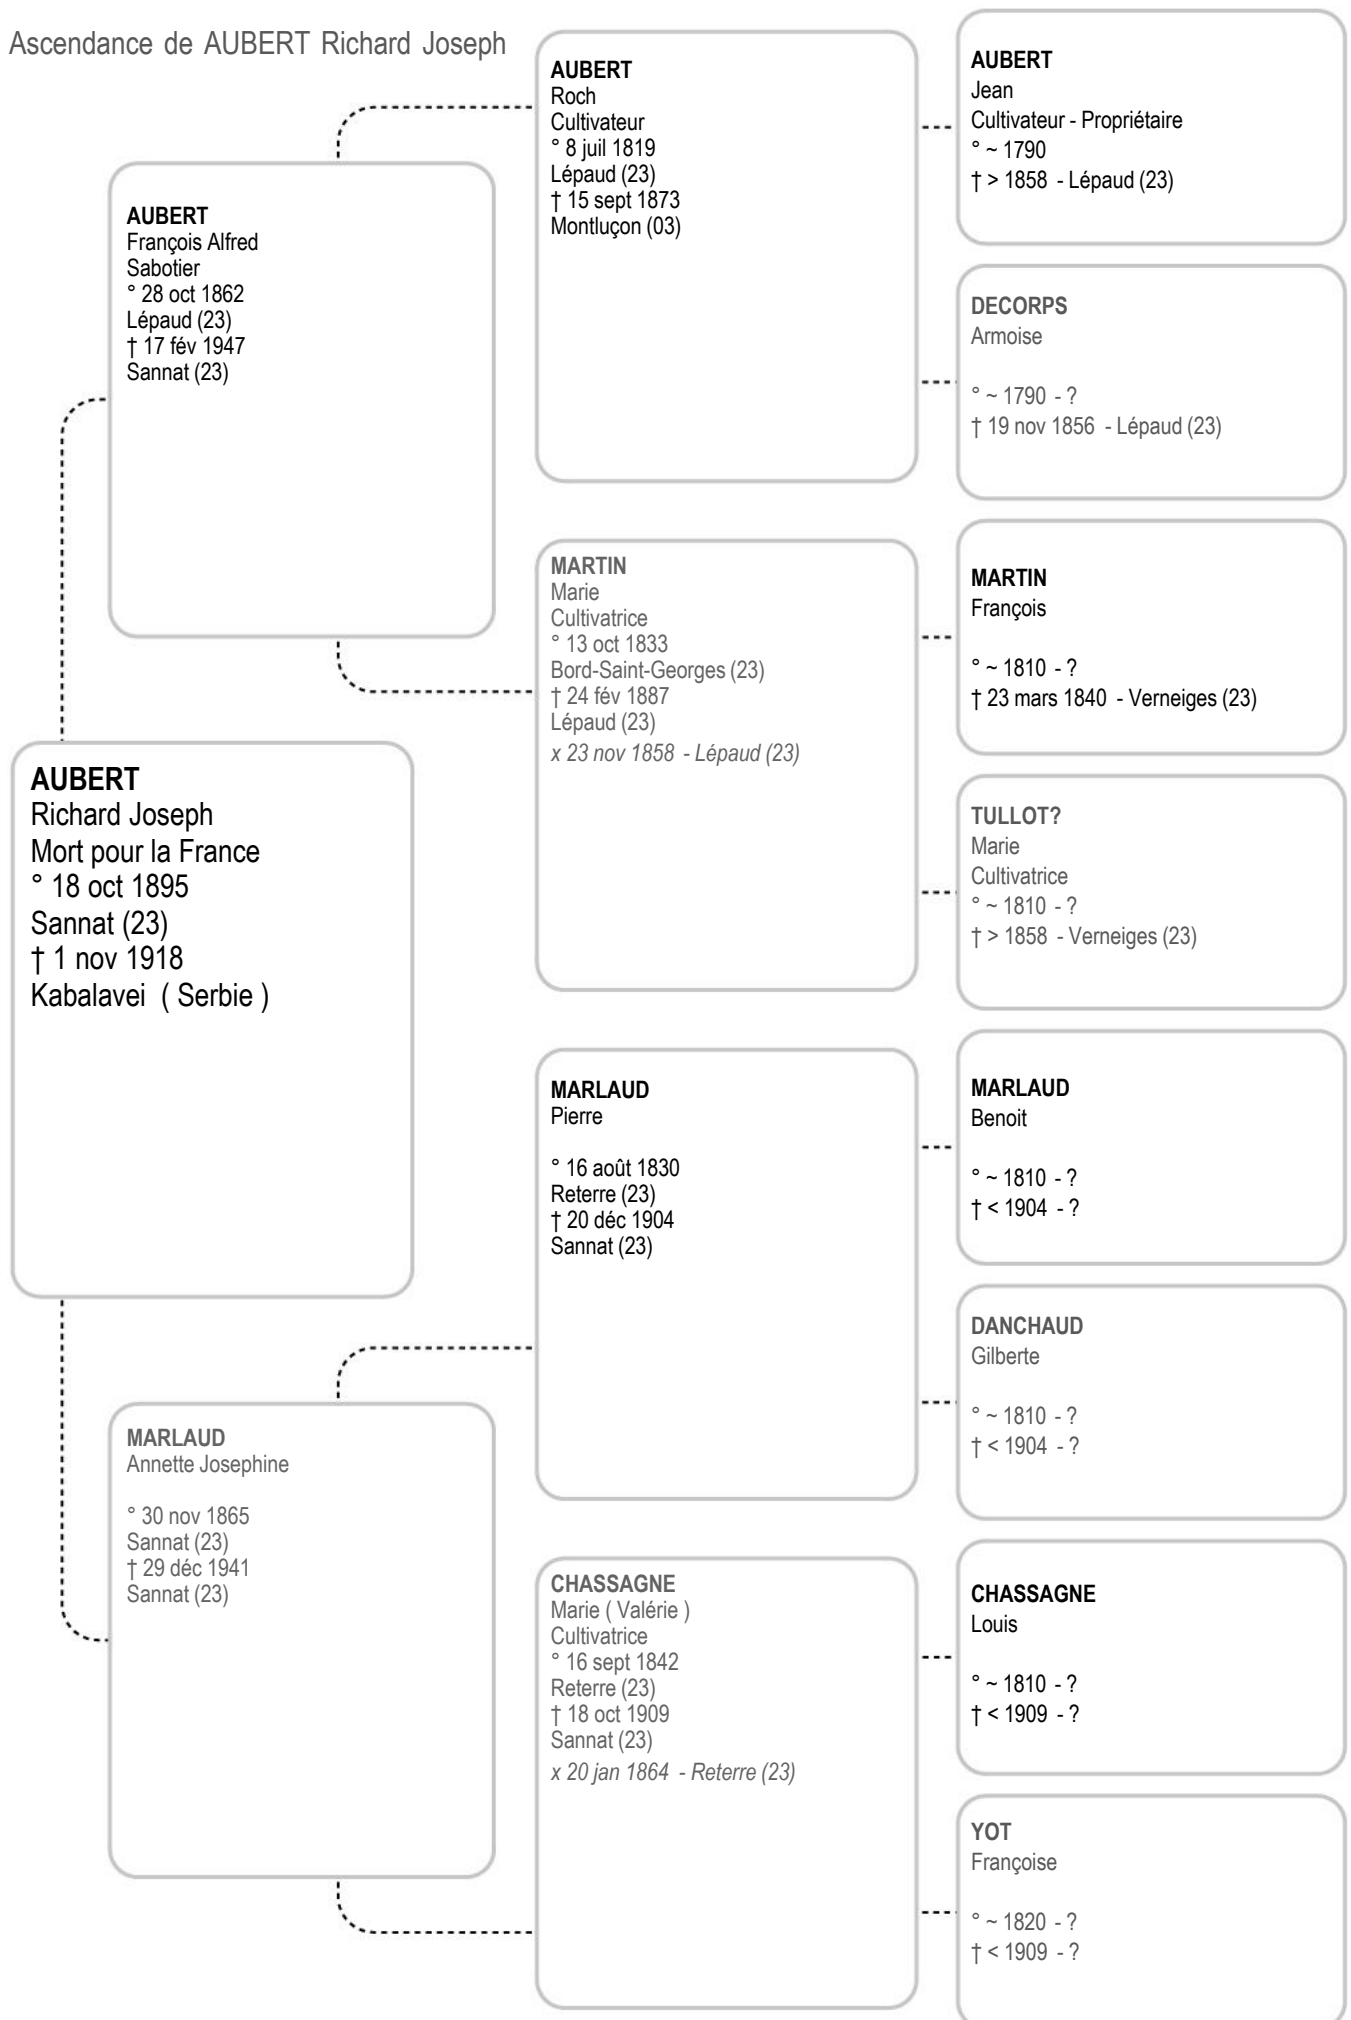 Ascendance de AUBERT Richard Joseph
AUBERT
Richard Joseph
Mort pour la France
° 18 oct 1895
Sannat (23)
† 1 nov 1918
Kabalavei ( Serbie )
AUBERT
François Alfred
Sabotier
° 28 oct 1862
Lépaud (23)
† 17 fév 1947
Sannat (23)
MARLAUD
Annette Josephine
° 30 nov 1865
Sannat (23)
† 29 déc 1941
Sannat (23)
AUBERT
Roch
Cultivateur
° 8 juil 1819
Lépaud (23)
† 15 sept 1873
Montluçon (03)
MARTIN
Marie
Cultivatrice
° 13 oct 1833
Bord-Saint-Georges (23)
† 24 fév 1887
Lépaud (23)
x 23 nov 1858 - Lépaud (23)
MARLAUD
Pierre
° 16 août 1830
Reterre (23)
† 20 déc 1904
Sannat (23)
CHASSAGNE
Marie ( Valérie )
Cultivatrice
° 16 sept 1842
Reterre (23)
† 18 oct 1909
Sannat (23)
x 20 jan 1864 - Reterre (23)
AUBERT
Jean
Cultivateur - Propriétaire
° ~ 1790
† > 1858 - Lépaud (23)
DECORPS
Armoise
° ~ 1790 - ?
† 19 nov 1856 - Lépaud (23)
MARTIN
François
° ~ 1810 - ?
† 23 mars 1840 - Verneiges (23)
TULLOT?
Marie
Cultivatrice
° ~ 1810 - ?
† > 1858 - Verneiges (23)
MARLAUD
Benoit
° ~ 1810 - ?
† < 1904 - ?
DANCHAUD
Gilberte
° ~ 1810 - ?
† < 1904 - ?
CHASSAGNE
Louis
° ~ 1810 - ?
† < 1909 - ?
YOT
Françoise
° ~ 1820 - ?
† < 1909 - ?